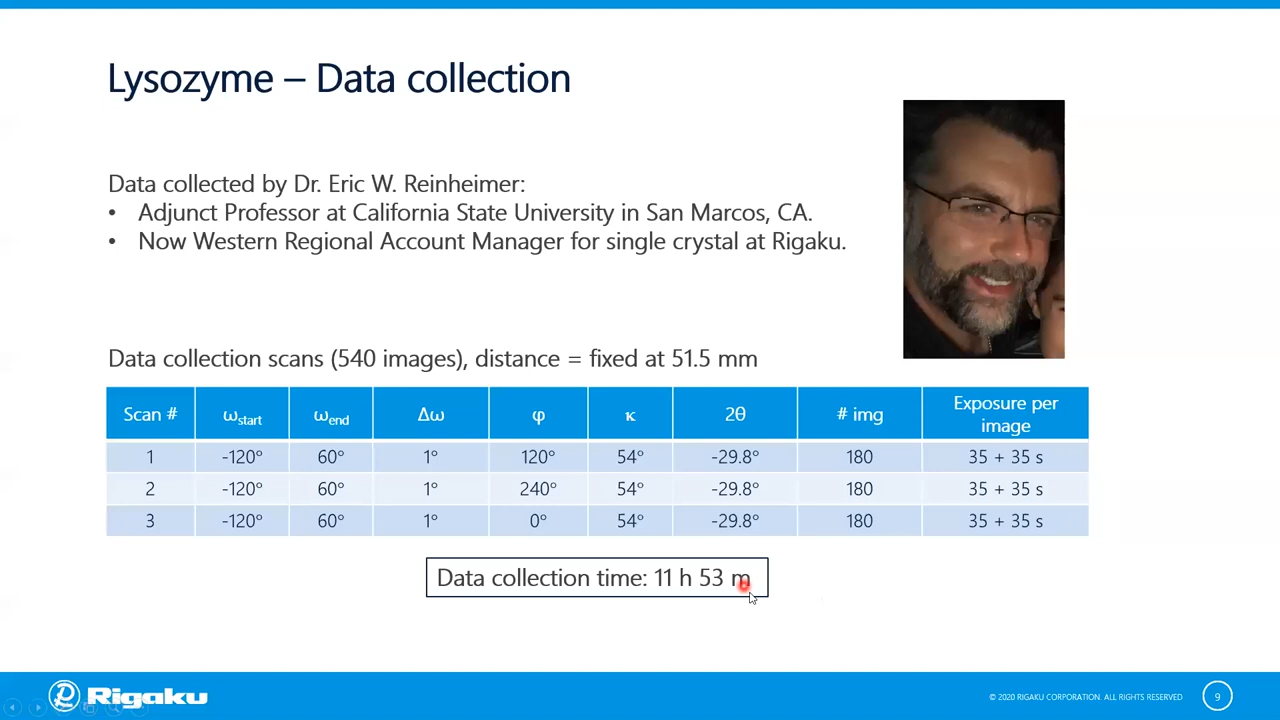 Lysozyme – Data collection
Data collected by Dr. Eric W. Reinheimer:
• Adjunct Professor at California State University in San Marcos, CA.
• Now Western Regional Account Manager for single crystal at Rigaku.
Data collection scans (540 images), distance = fixed at 51.5 mm
Scan # ωstart ωend Δω φ κ 2θ # img Exposure per image
1 -120° 60° 1° 120° 54° -29.8° 180 35 + 35 s
2 -120° 60° 1° 240° 54° -29.8° 180 35 + 35 s
3 -120° 60° 1° 0° 54° -29.8° 180 35 + 35 s
Data collection time: 11 h 53 m
Rigaku
© 2020 RIGAKU CORPORATION. ALL RIGHTS RESERVED
9